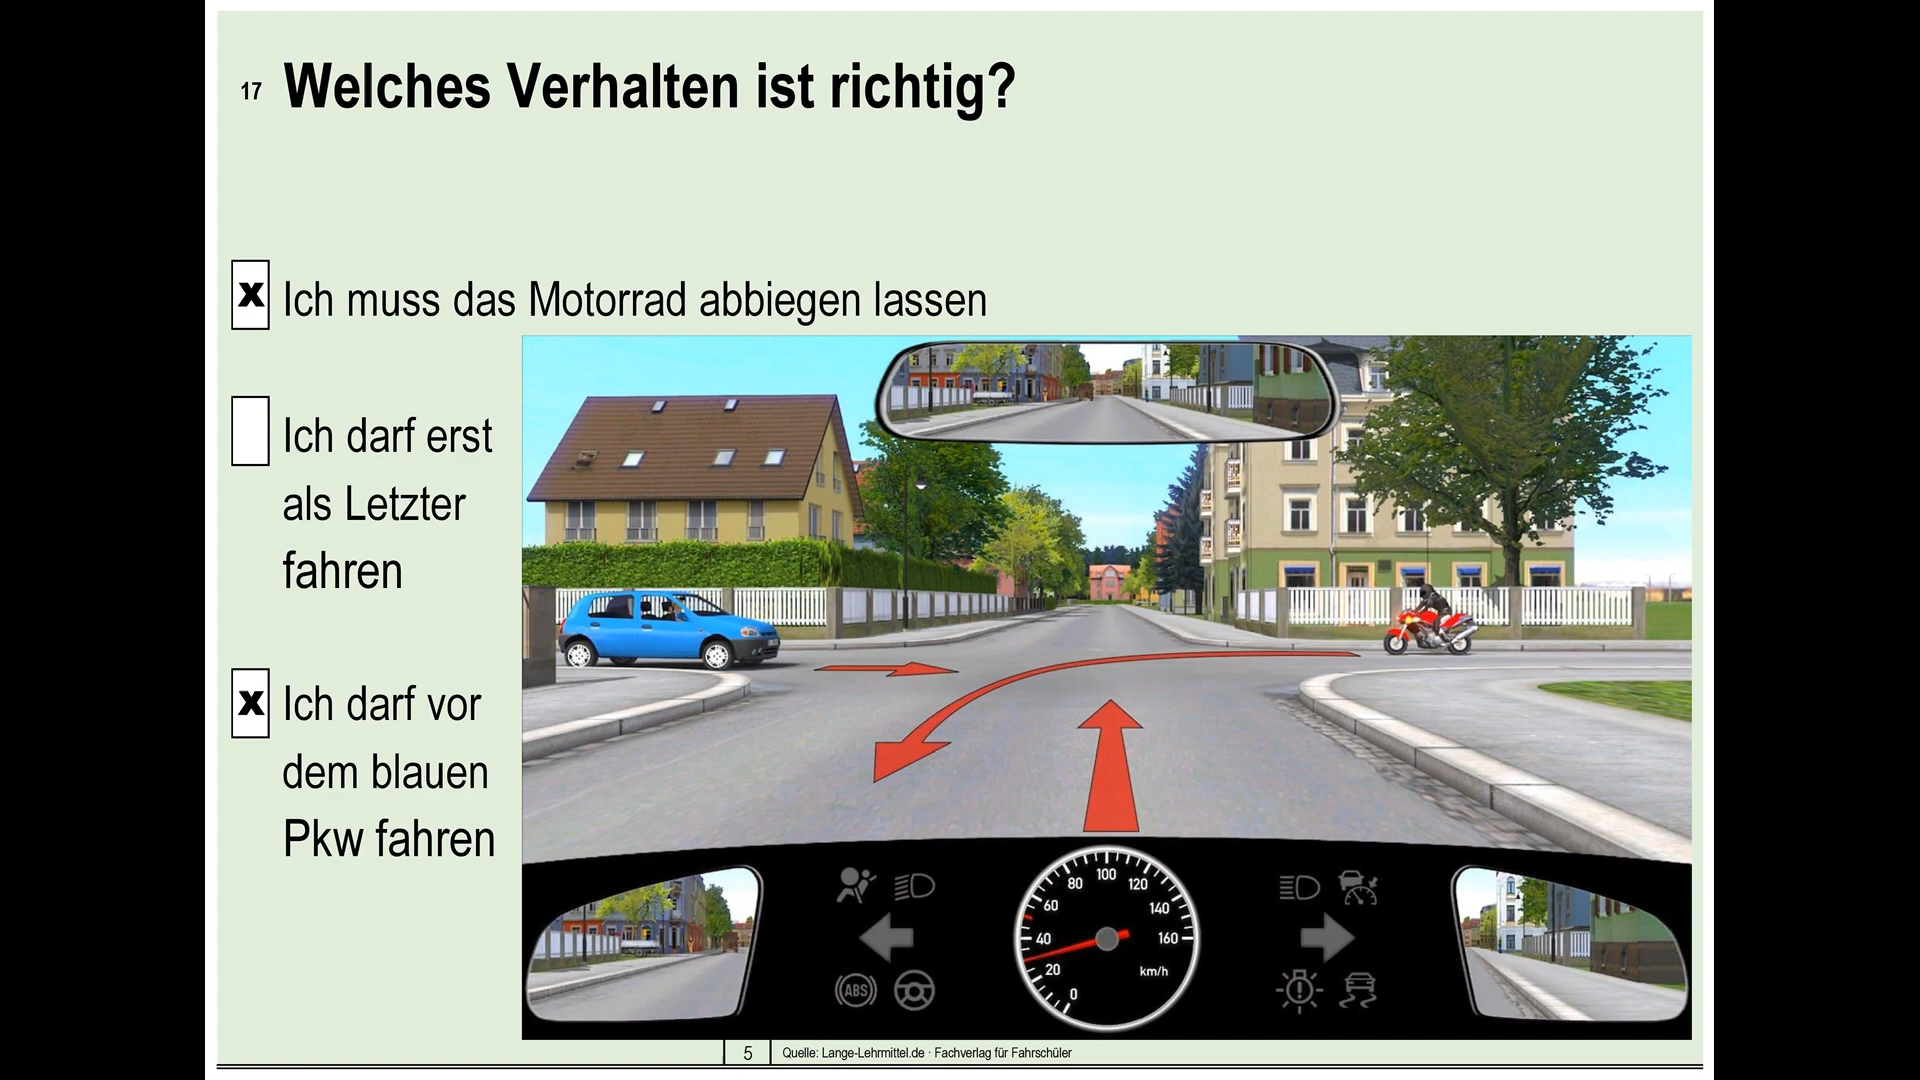 17 Welches Verhalten ist richtig?
x Ich muss das Motorrad abbiegen lassen
Ich darf erst
als Letzter
fahren
x Ich darf vor
dem blauen
Pkw fahren
0 20 40 60 80 100 120 140 160
km/h
ABS
5 Quelle: Lange-Lehrmittel.de · Fachverlag für Fahrschüler